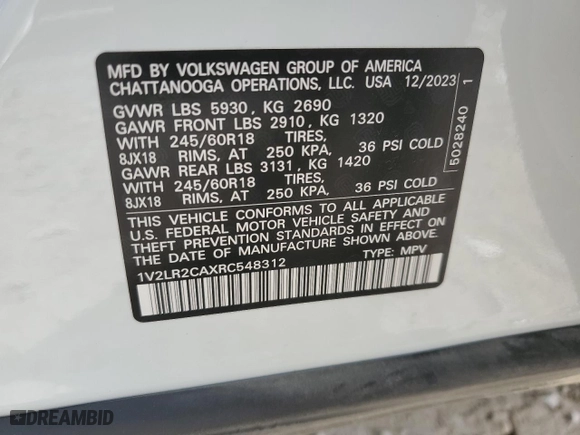 MFD BY VOLKSWAGEN GROUP OF AMERICA
CHATTANOOGA OPERATIONS, LLC. USA 12/2023
GVWR LBS 5930, KG 2690
GAWR FRONT LBS 2910, KG 1320
WITH 245/60R18 TIRES,
8JX18 RIMS, AT 250 KPA, 36 PSI COLD
GAWR REAR LBS 3131, KG 1420
WITH 245/60R18 TIRES,
8JX18 RIMS, AT 250 KPA, 36 PSI COLD
THIS VEHICLE CONFORMS TO ALL APPLICABLE
U.S. FEDERAL MOTOR VEHICLE SAFETY AND
THEFT PREVENTION STANDARDS IN EFFECT ON
THE DATE OF MANUFACTURE SHOWN ABOVE
1V2LR2CAXRC548312 TYPE: MPV
5028240 1
DREAMBID